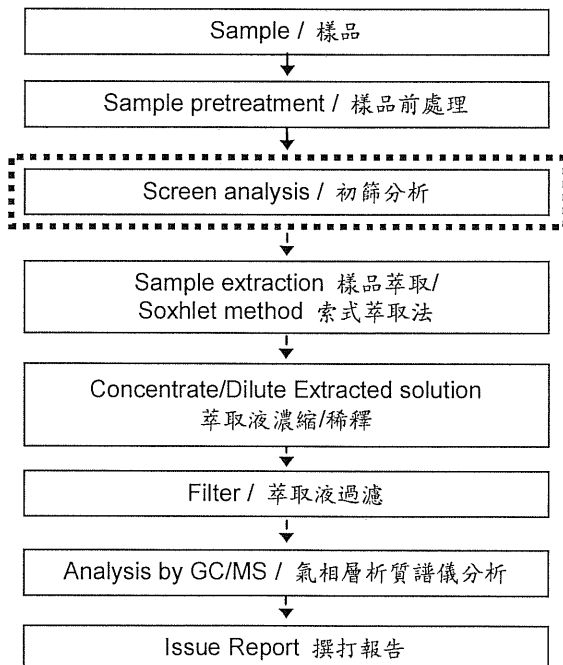 Sample / 樣品
Sample pretreatment / 樣品前處理
Screen analysis / 初篩分析
Sample extraction 樣品萃取/
Soxhlet method 索式萃取法
Concentrate/Dilute Extracted solution
萃取液濃縮/稀釋
Filter / 萃取液過濾
Analysis by GC/MS / 氣相層析質譜儀分析
Issue Report 撰打報告